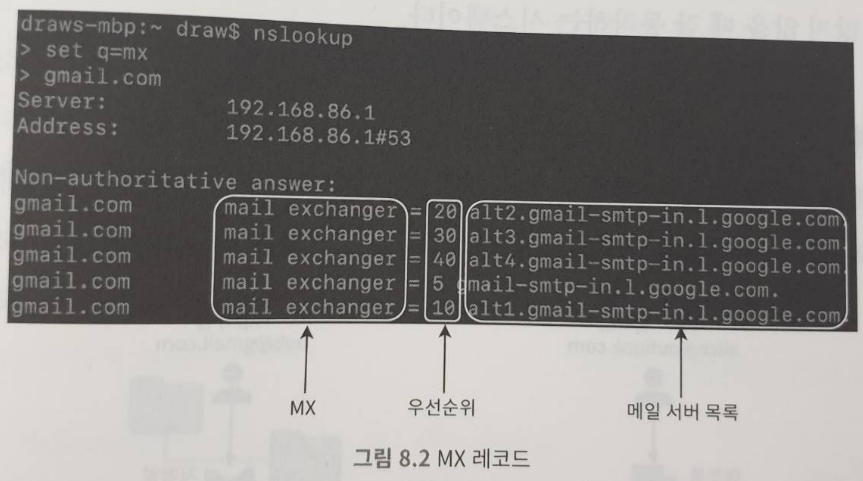 draws-mbp:~ draw$ nslookup
> set q=mx
> gmail.com
Server: 192.168.86.1
Address: 192.168.86.1#53
Non-authoritative answer:
gmail.com mail exchanger = 20 alt2.gmail-smtp-in.l.google.com.
gmail.com mail exchanger = 30 alt3.gmail-smtp-in.l.google.com.
gmail.com mail exchanger = 40 alt4.gmail-smtp-in.l.google.com.
gmail.com mail exchanger = 5 gmail-smtp-in.l.google.com.
gmail.com mail exchanger = 10 alt1.gmail-smtp-in.l.google.com.
MX 우선순위 메일 서버 목록
그림 8.2 MX 레코드